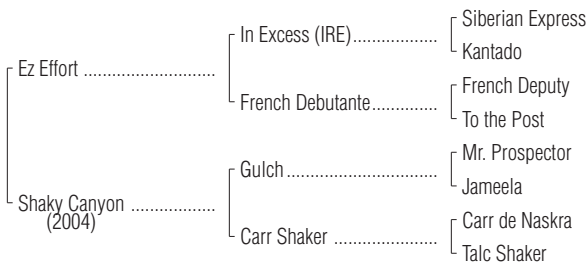 Siberian Express
In Excess (IRE) ...................
Kantado
Ez Effort .............................
French Deputy
French Debutante...............
To the Post
Mr. Prospector
Gulch..................................
Jameela
Shaky Canyon ..................
(2004)
Carr de Naskra
Carr Shaker .......................
Talc Shaker